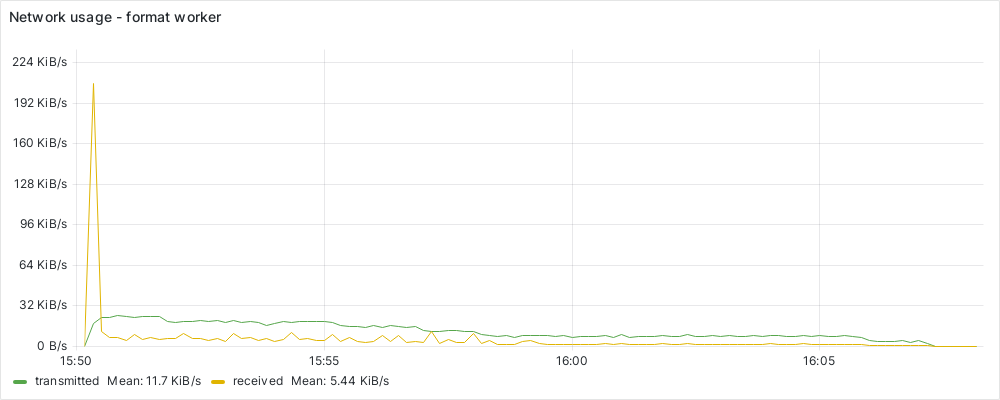 Network usage - format worker
224 KiB/s
192 KiB/s
160 KiB/s
128 KiB/s
96 KiB/s
64 KiB/s
32 KiB/s
0 B/s
15:50 15:55 16:00 16:05
transmitted Mean: 11.7 KiB/s received Mean: 5.44 KiB/s